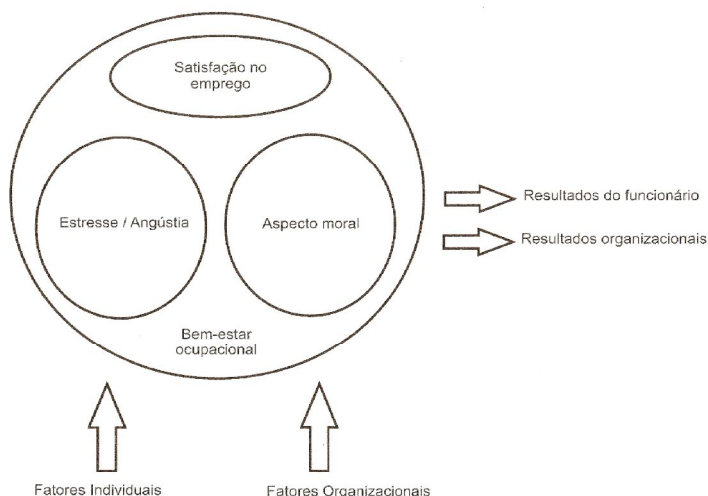 Satisfação no
emprego
Estresse / Angústia
Aspecto moral
Resultados do funcionário
Resultados organizacionais
Bem-estar
ocupacional
Fatores Individuais
Fatores Organizacionais